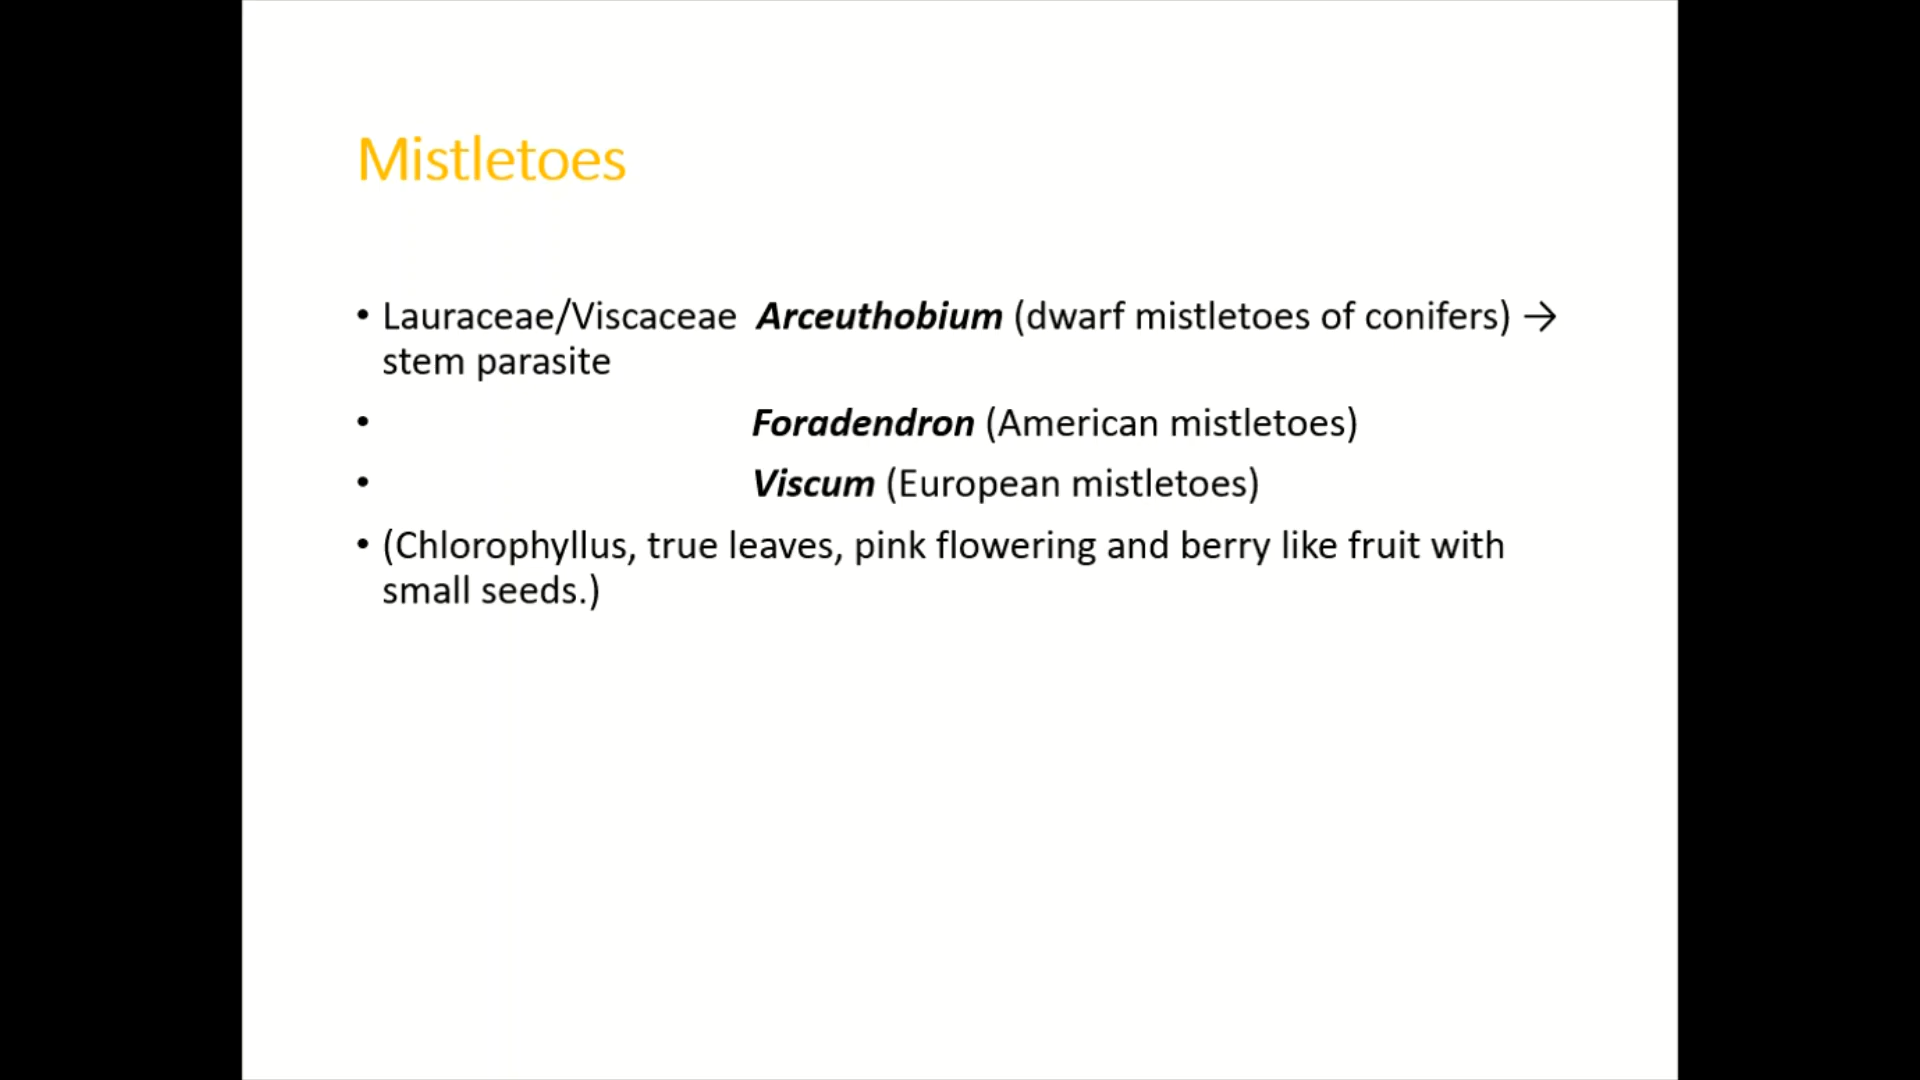 Mistletoes
• Lauraceae/Viscaceae Arceuthobium (dwarf mistletoes of conifers) →
stem parasite
• Foradendron (American mistletoes)
• Viscum (European mistletoes)
• (Chlorophyllus, true leaves, pink flowering and berry like fruit with
small seeds.)